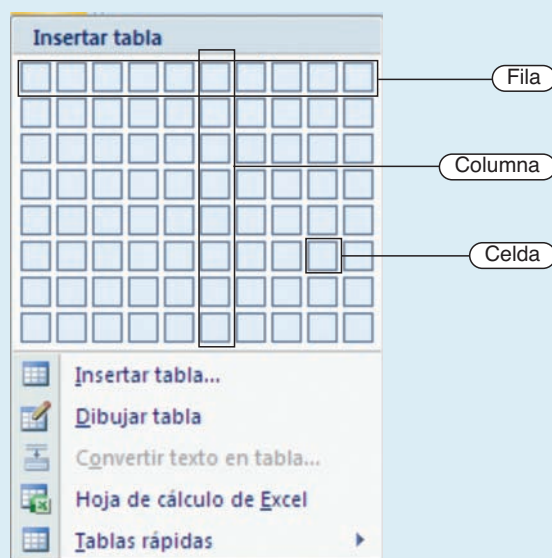 Insertar tabla
Fila
Columna
Celda
Insertar tabla...
Dibujar tabla
Convertir texto en tabla...
Hoja de cálculo de Excel
Tablas rápidas